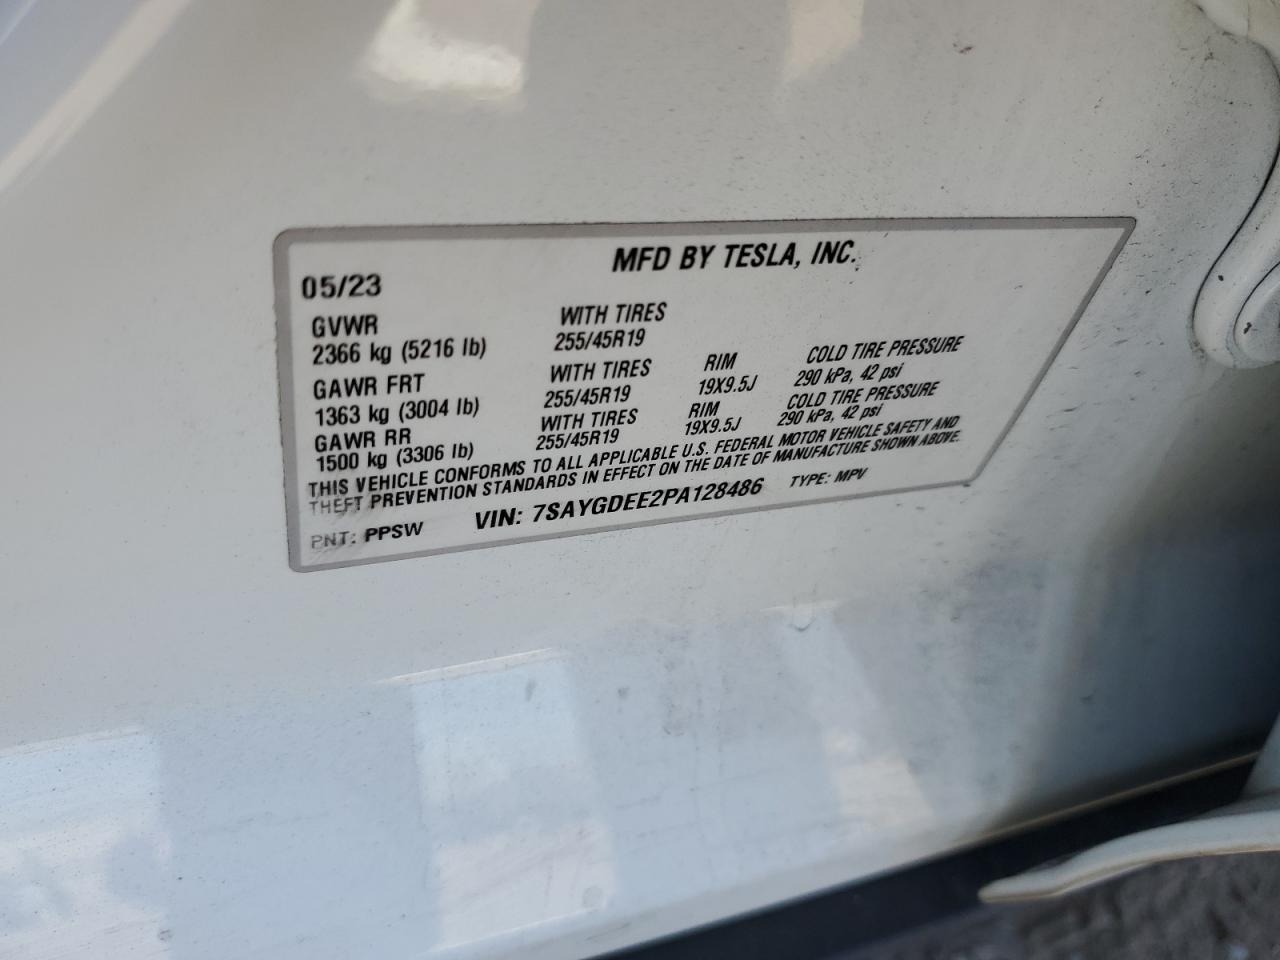 MFD BY TESLA, INC.
05/23
GVWR
2366 kg (5216 lb)
WITH TIRES
255/45R19
GAWR FRT
1363 kg (3004 lb)
WITH TIRES
255/45R19
RIM
19X9.5J
COLD TIRE PRESSURE
290 kPa, 42 psi
GAWR RR
1500 kg (3306 lb)
WITH TIRES
255/45R19
RIM
19X9.5J
COLD TIRE PRESSURE
290 kPa, 42 psi
THIS VEHICLE CONFORMS TO ALL APPLICABLE U.S. FEDERAL MOTOR VEHICLE SAFETY AND
THEFT PREVENTION STANDARDS IN EFFECT ON THE DATE OF MANUFACTURE SHOWN ABOVE.
PNT: PPSW VIN: 7SAYGDEE2PA128486 TYPE: MPV